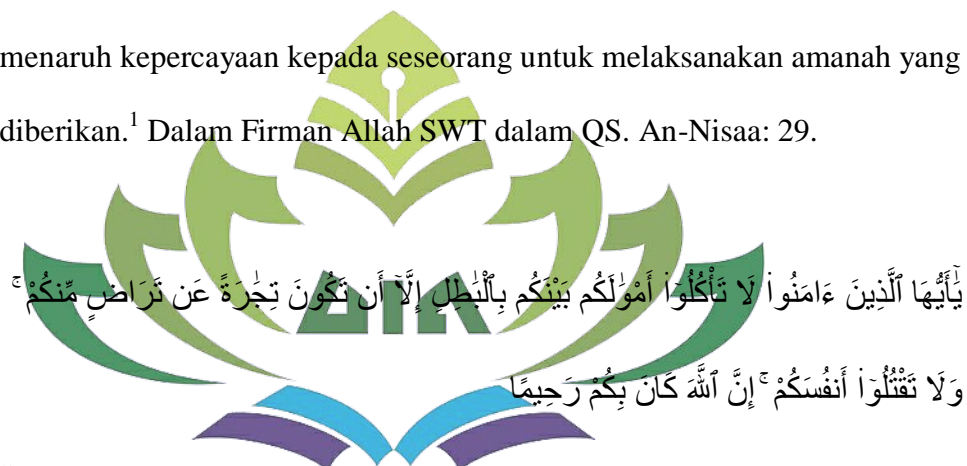 menaruh kepercayaan kepada seseorang untuk melaksanakan amanah yang
diberikan.¹ Dalam Firman Allah SWT dalam QS. An-Nisaa: 29.
يَٰٓأَيُّهَا ٱلَّذِينَ ءَامَنُوا۟ لَا تَأْكُلُوٓا۟ أَمْوَٰلَكُم بَيْنَكُم بِٱلْبَٰطِلِ إِلَّآ أَن تَكُونَ تِجَٰرَةً عَن تَرَاضٍ مِّنكُمْ ۚ
وَلَا تَقْتُلُوٓا۟ أَنفُسَكُمْ ۚ إِنَّ ٱللَّهَ كَانَ بِكُمْ رَحِيمًا